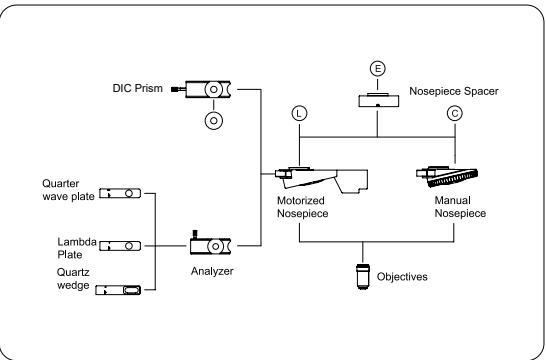 DIC Prism
E
Nosepiece Spacer
L
C
Quarter
wave plate
Motorized
Nosepiece
Manual
Nosepiece
Lambda
Plate
Analyzer
Quartz
wedge
Objectives